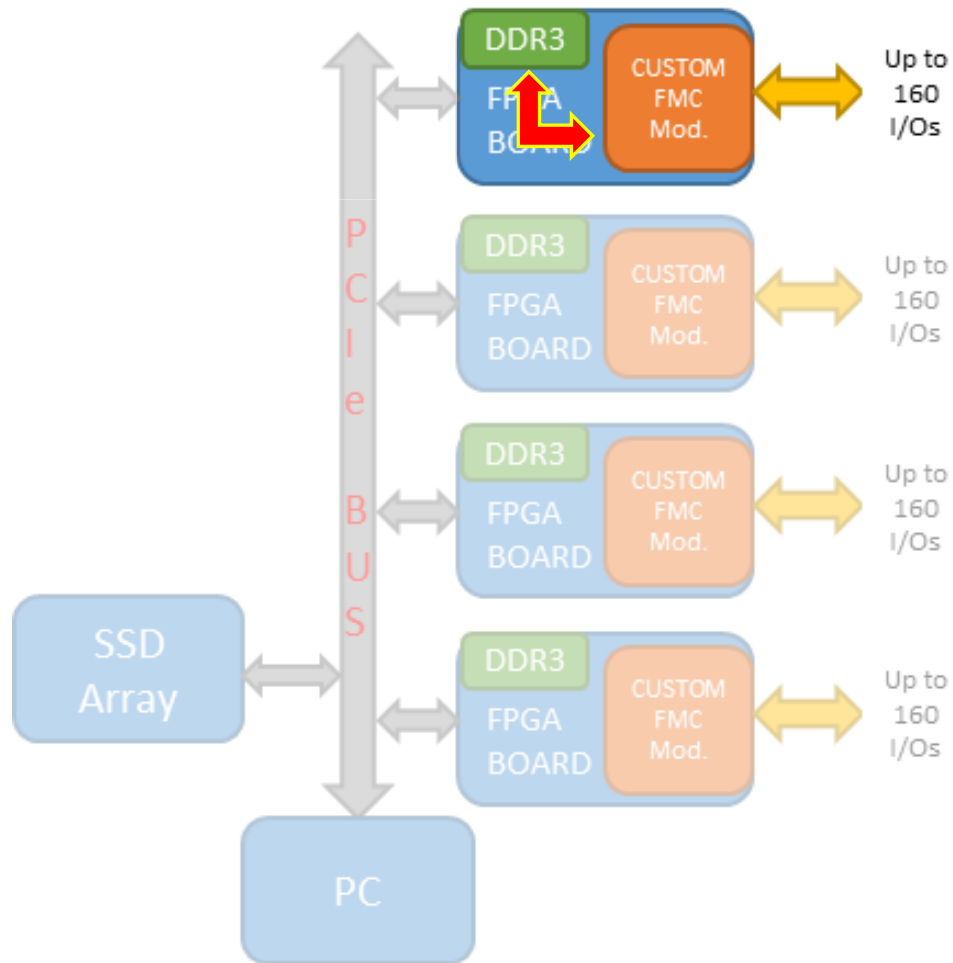 DDR3
FPGA
BOARD
CUSTOM
FMC
Mod.
Up to
160
I/Os
PCIe BUS
DDR3
FPGA
BOARD
CUSTOM
FMC
Mod.
Up to
160
I/Os
DDR3
FPGA
BOARD
CUSTOM
FMC
Mod.
Up to
160
I/Os
SSD
Array
DDR3
FPGA
BOARD
CUSTOM
FMC
Mod.
Up to
160
I/Os
PC